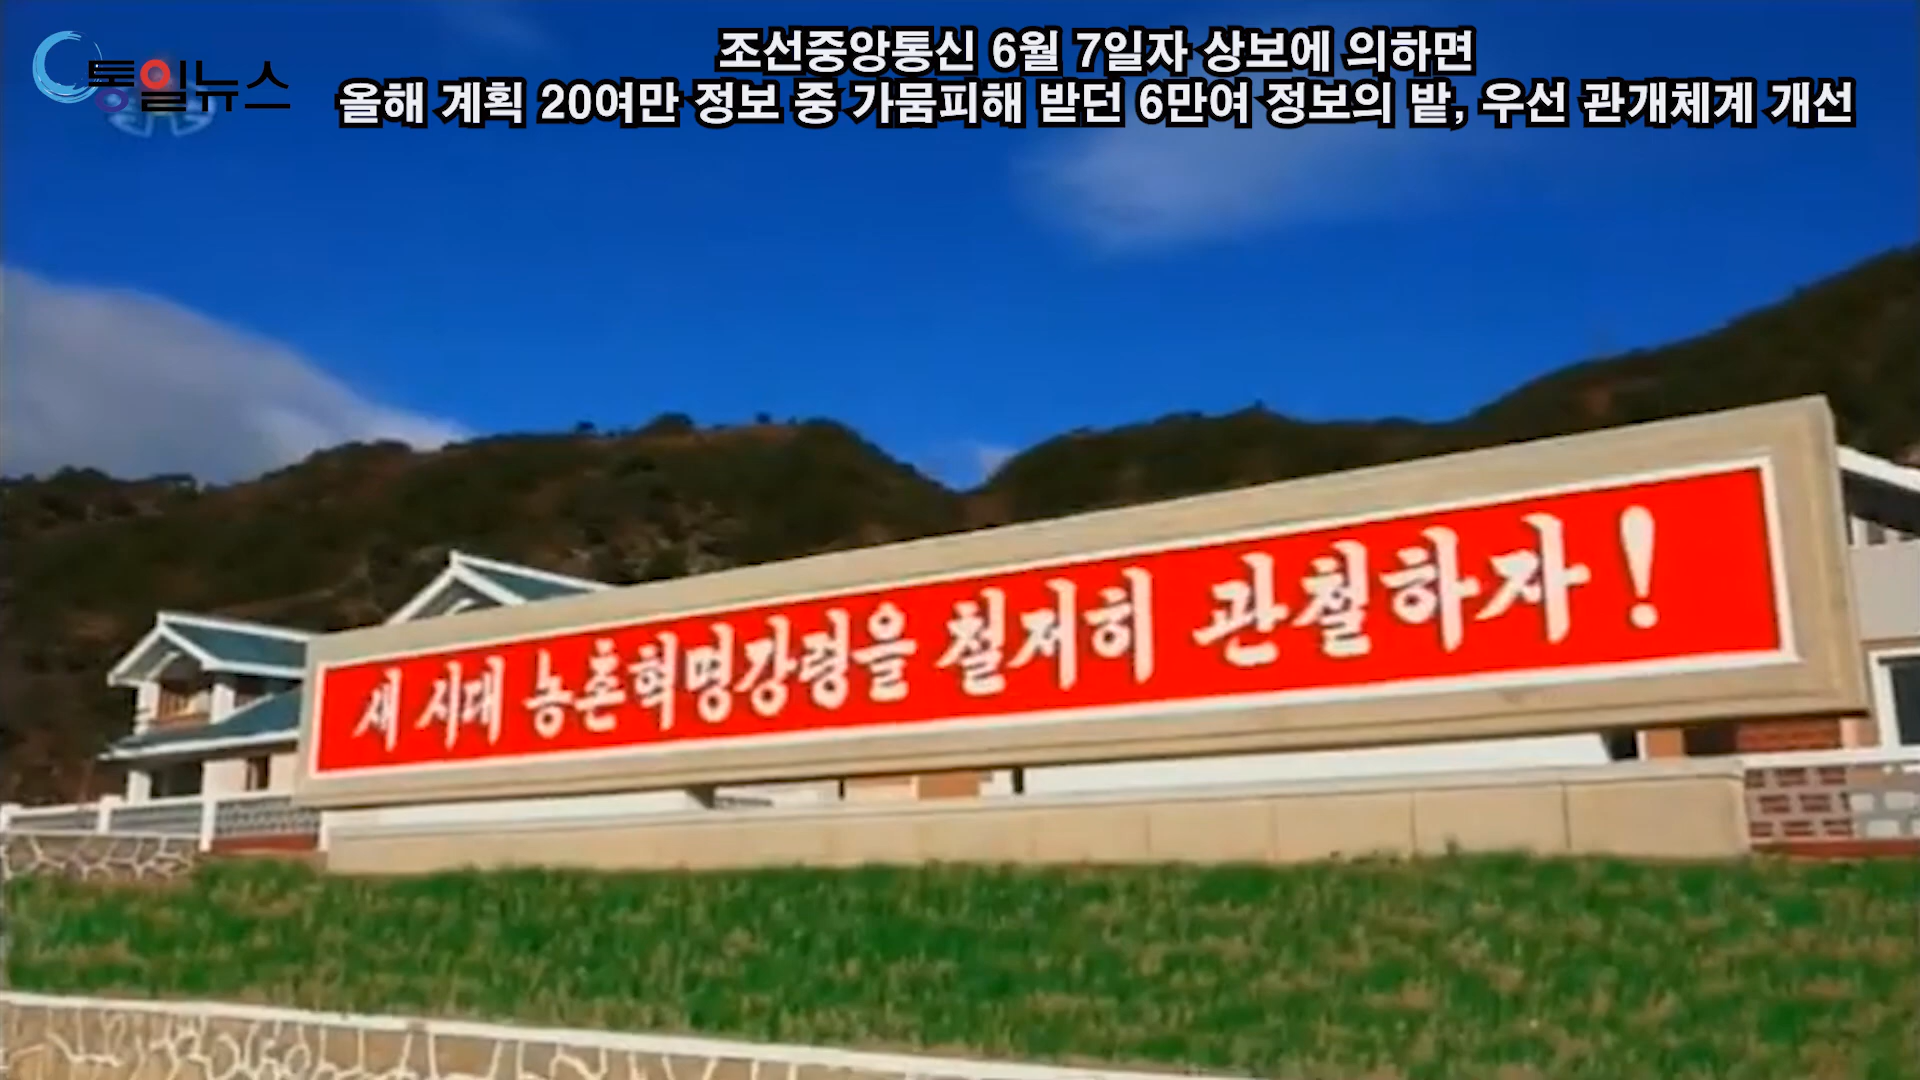 통일뉴스
조선중앙통신 6월 7일자 상보에 의하면
올해 계획 20여만 정보 중 가뭄피해 받던 6만여 정보의 밭, 우선 관개체계 개선
새 시대 농촌혁명강령을 철저히 관철하자!